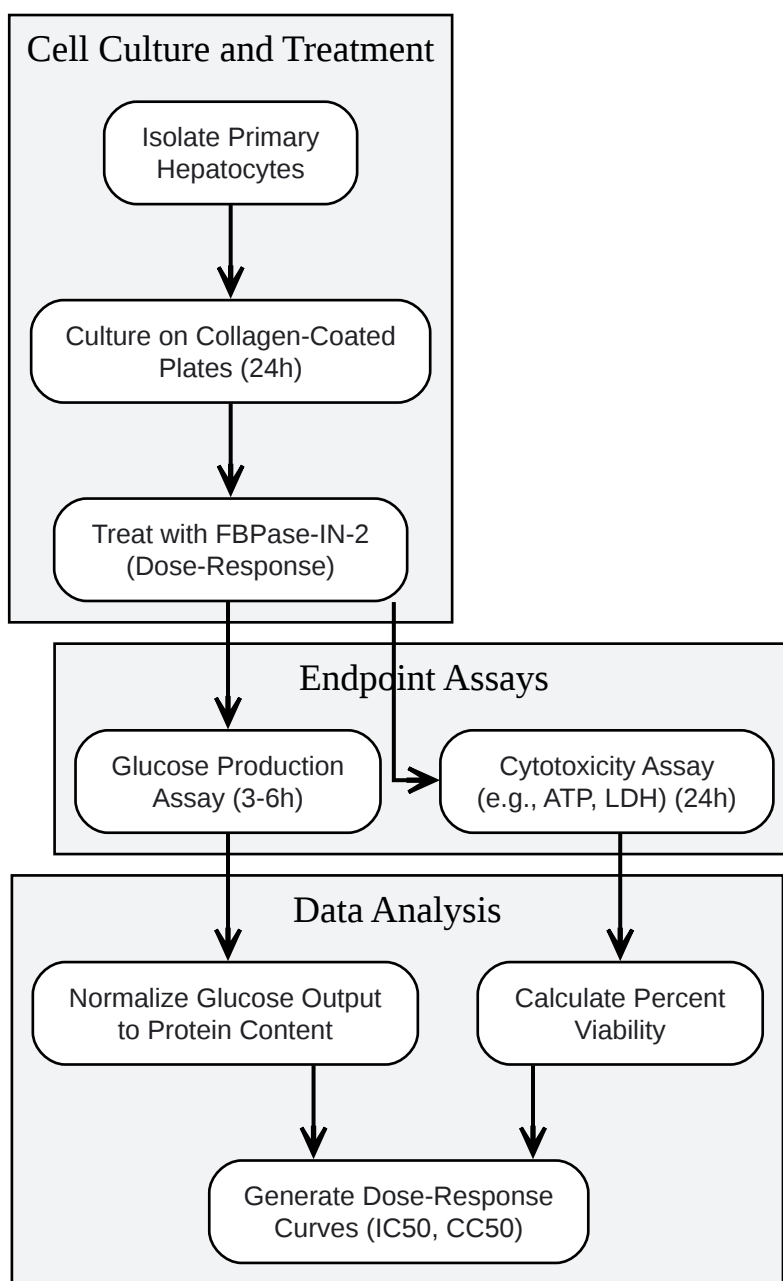 Cell Culture and Treatment
Isolate Primary
Hepatocytes
Culture on Collagen-Coated
Plates (24h)
Treat with FBPase-IN-2
(Dose-Response)
Endpoint Assays
Glucose Production
Assay (3-6h)
Cytotoxicity Assay
(e.g., ATP, LDH) (24h)
Data Analysis
Normalize Glucose Output
to Protein Content
Calculate Percent
Viability
Generate Dose-Response
Curves (IC50, CC50)